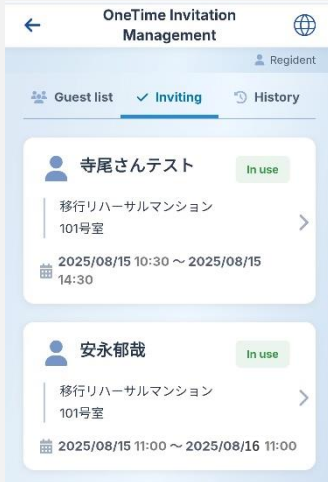 OneTime Invitation
Management
Regident
Guest list
Inviting
History
寺尾さんテスト
In use
移行リハーサルマンション
101号室
2025/08/15 10:30 〜 2025/08/15
14:30
安永郁哉
In use
移行リハーサルマンション
101号室
2025/08/15 11:00 〜 2025/08/16 11:00